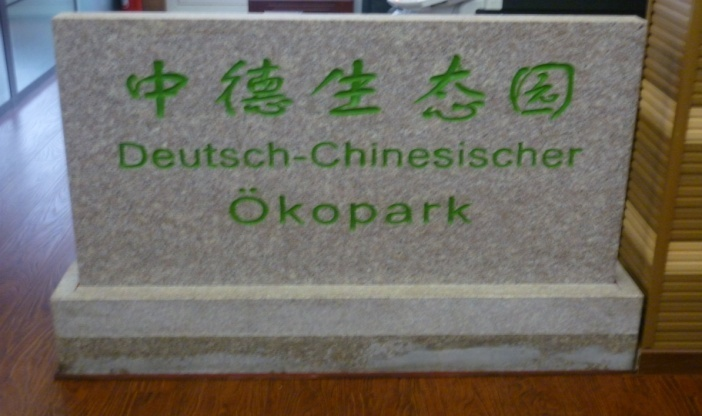 中德生态园
Deutsch-Chinesischer
Ökopark